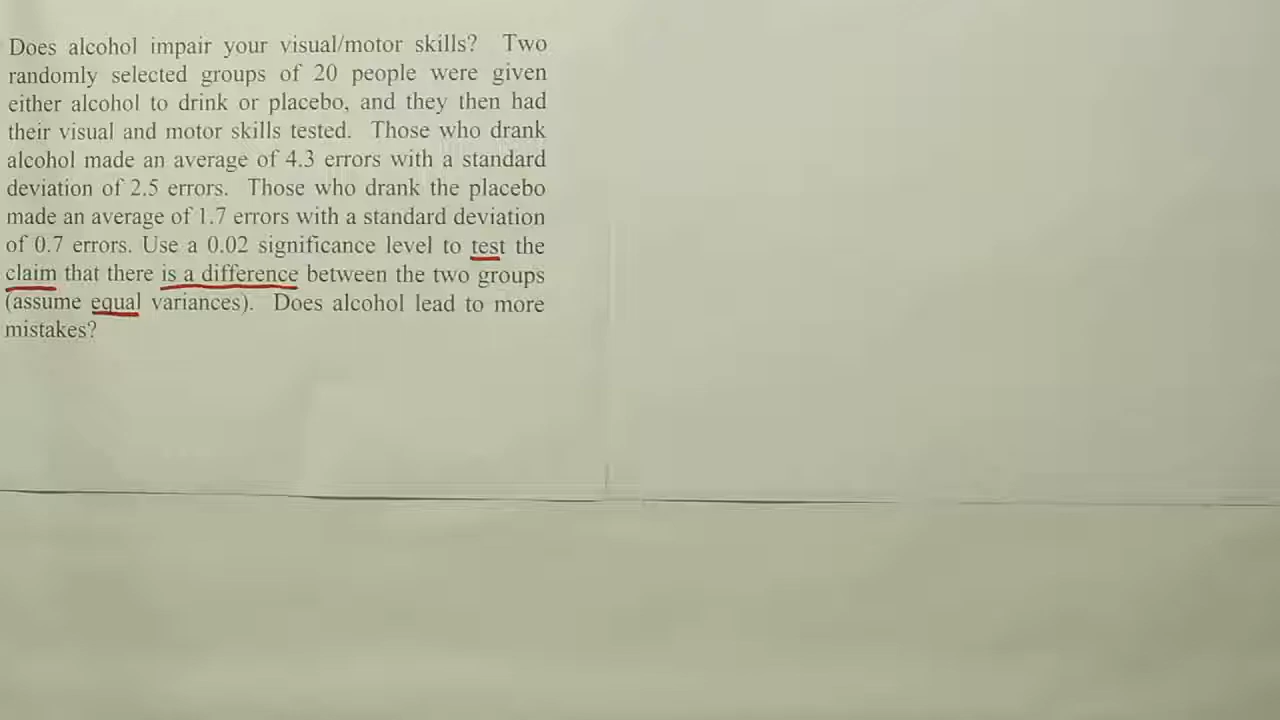 Does alcohol impair your visual/motor skills? Two
randomly selected groups of 20 people were given
either alcohol to drink or placebo, and they then had
their visual and motor skills tested. Those who drank
alcohol made an average of 4.3 errors with a standard
deviation of 2.5 errors. Those who drank the placebo
made an average of 1.7 errors with a standard deviation
of 0.7 errors. Use a 0.02 significance level to test the
claim that there is a difference between the two groups
(assume equal variances). Does alcohol lead to more
mistakes?